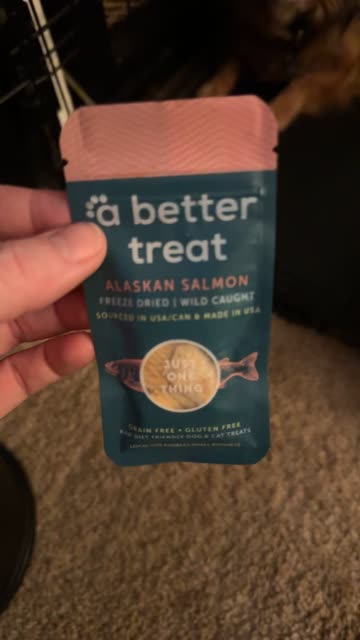 a better
treat
ALASKAN SALMON
FREEZE DRIED | WILD CAUGHT
SOURCED IN USA/CAN & MADE IN USA
JUST
ONE
THING
GRAIN FREE • GLUTEN FREE
RAW DIET FRIENDLY DOG & CAT TREATS